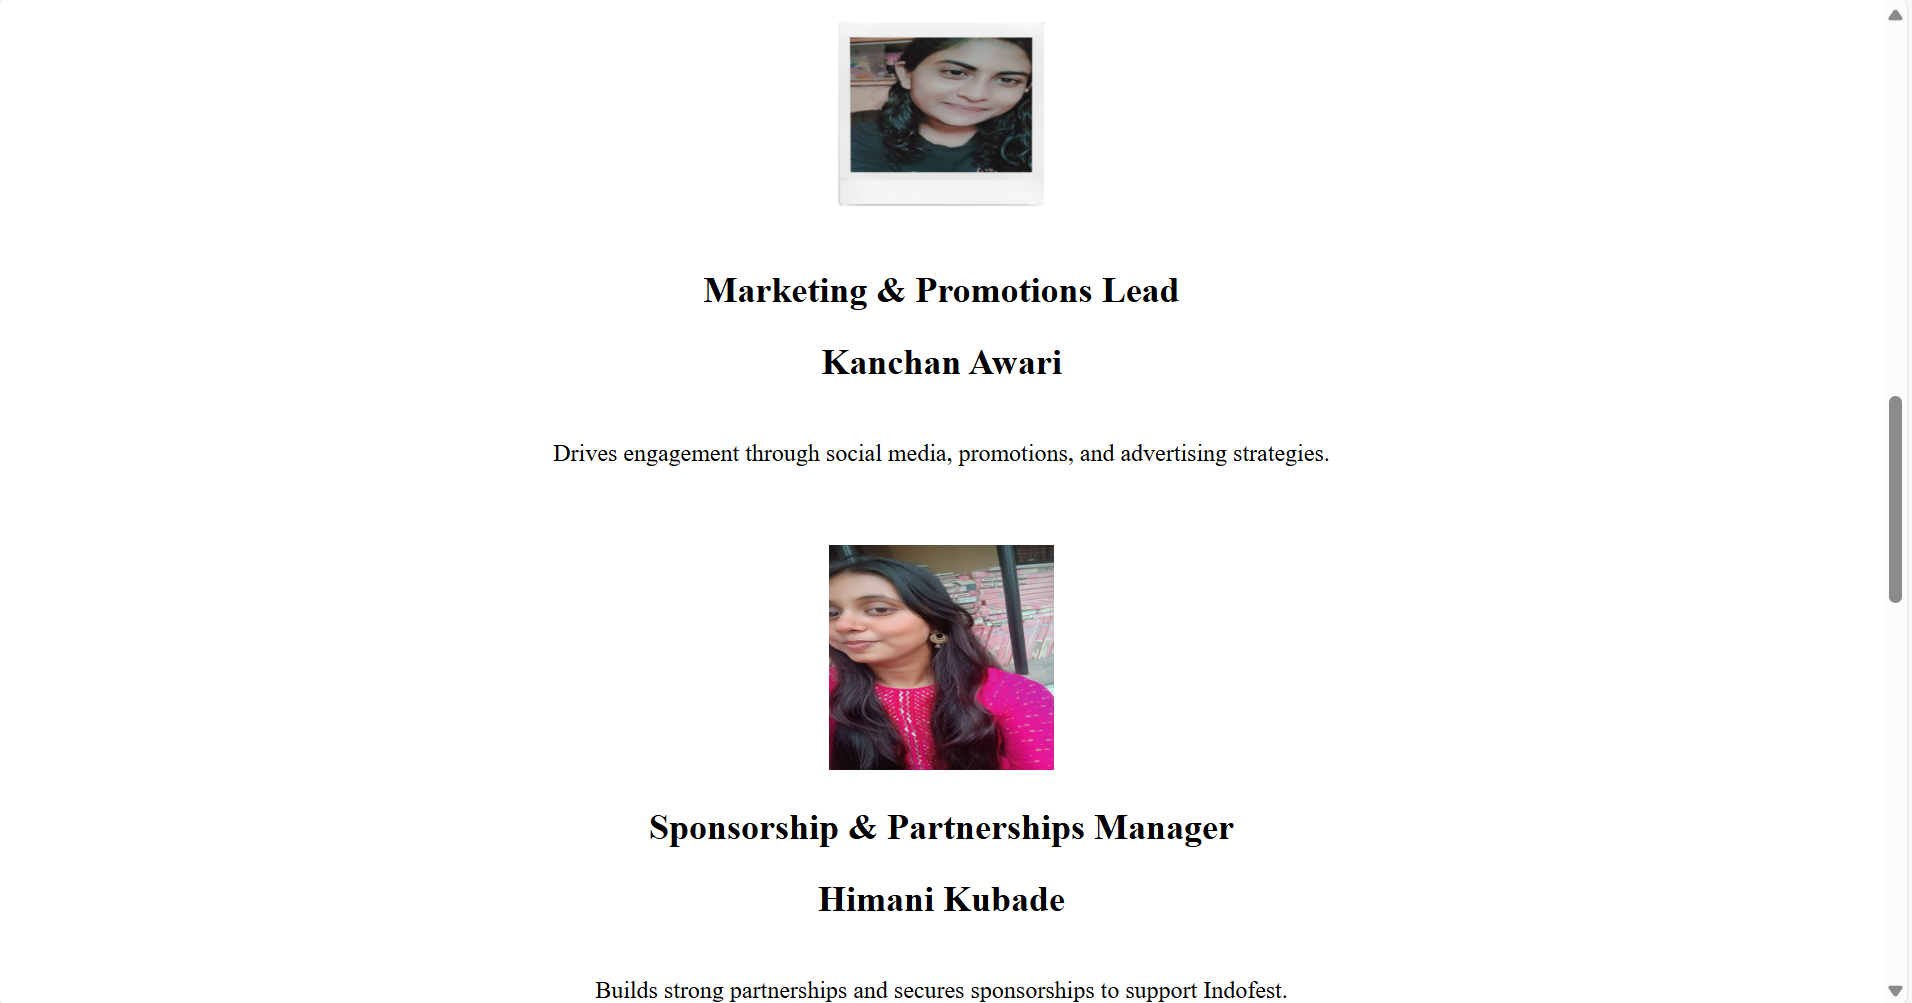 Marketing & Promotions Lead
Kanchan Awari
Drives engagement through social media, promotions, and advertising strategies.
Sponsorship & Partnerships Manager
Himani Kubade
Builds strong partnerships and secures sponsorships to support Indofest.